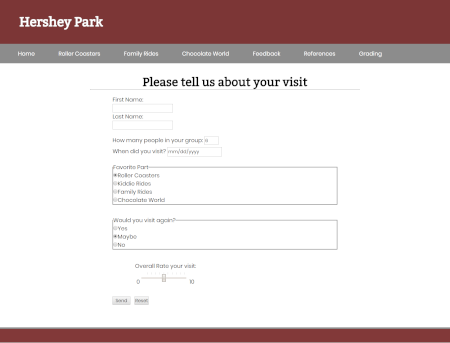 Hershey Park
Home Roller Coasters Family Rides Chocolate World Feedback References Grading
Please tell us about your visit
First Name:
Last Name:
How many people in your group: 0
When did you visit? mm/dd/yyyy
Favorite Part
Roller Coasters
Kiddie Rides
Family Rides
Chocolate World
Would you visit again?
Yes
Maybe
No
Overall Rate your visit:
0 10
Send Reset